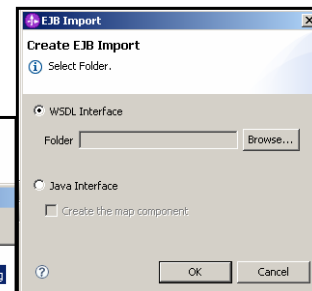 EJB Import
Create EJB Import
Select Folder.
WSDL Interface
Folder
Browse...
Java Interface
Create the map component
OK
Cancel
g